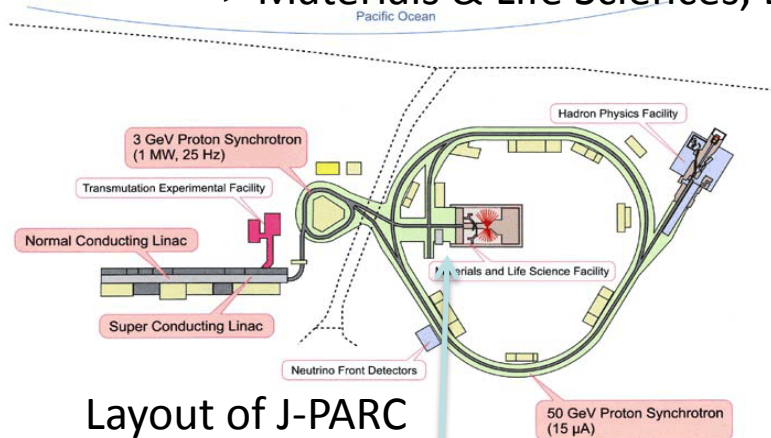 Materials & Life Sciences,
Pacific Ocean
Hadron Physics Facility
3 GeV Proton Synchrotron
(1 MW, 25 Hz)
Transmutation Experimental Facility
Normal Conducting Linac
Materials and Life Science Facility
Super Conducting Linac
Neutrino Front Detectors
Layout of J-PARC
50 GeV Proton Synchrotron
(15 µA)